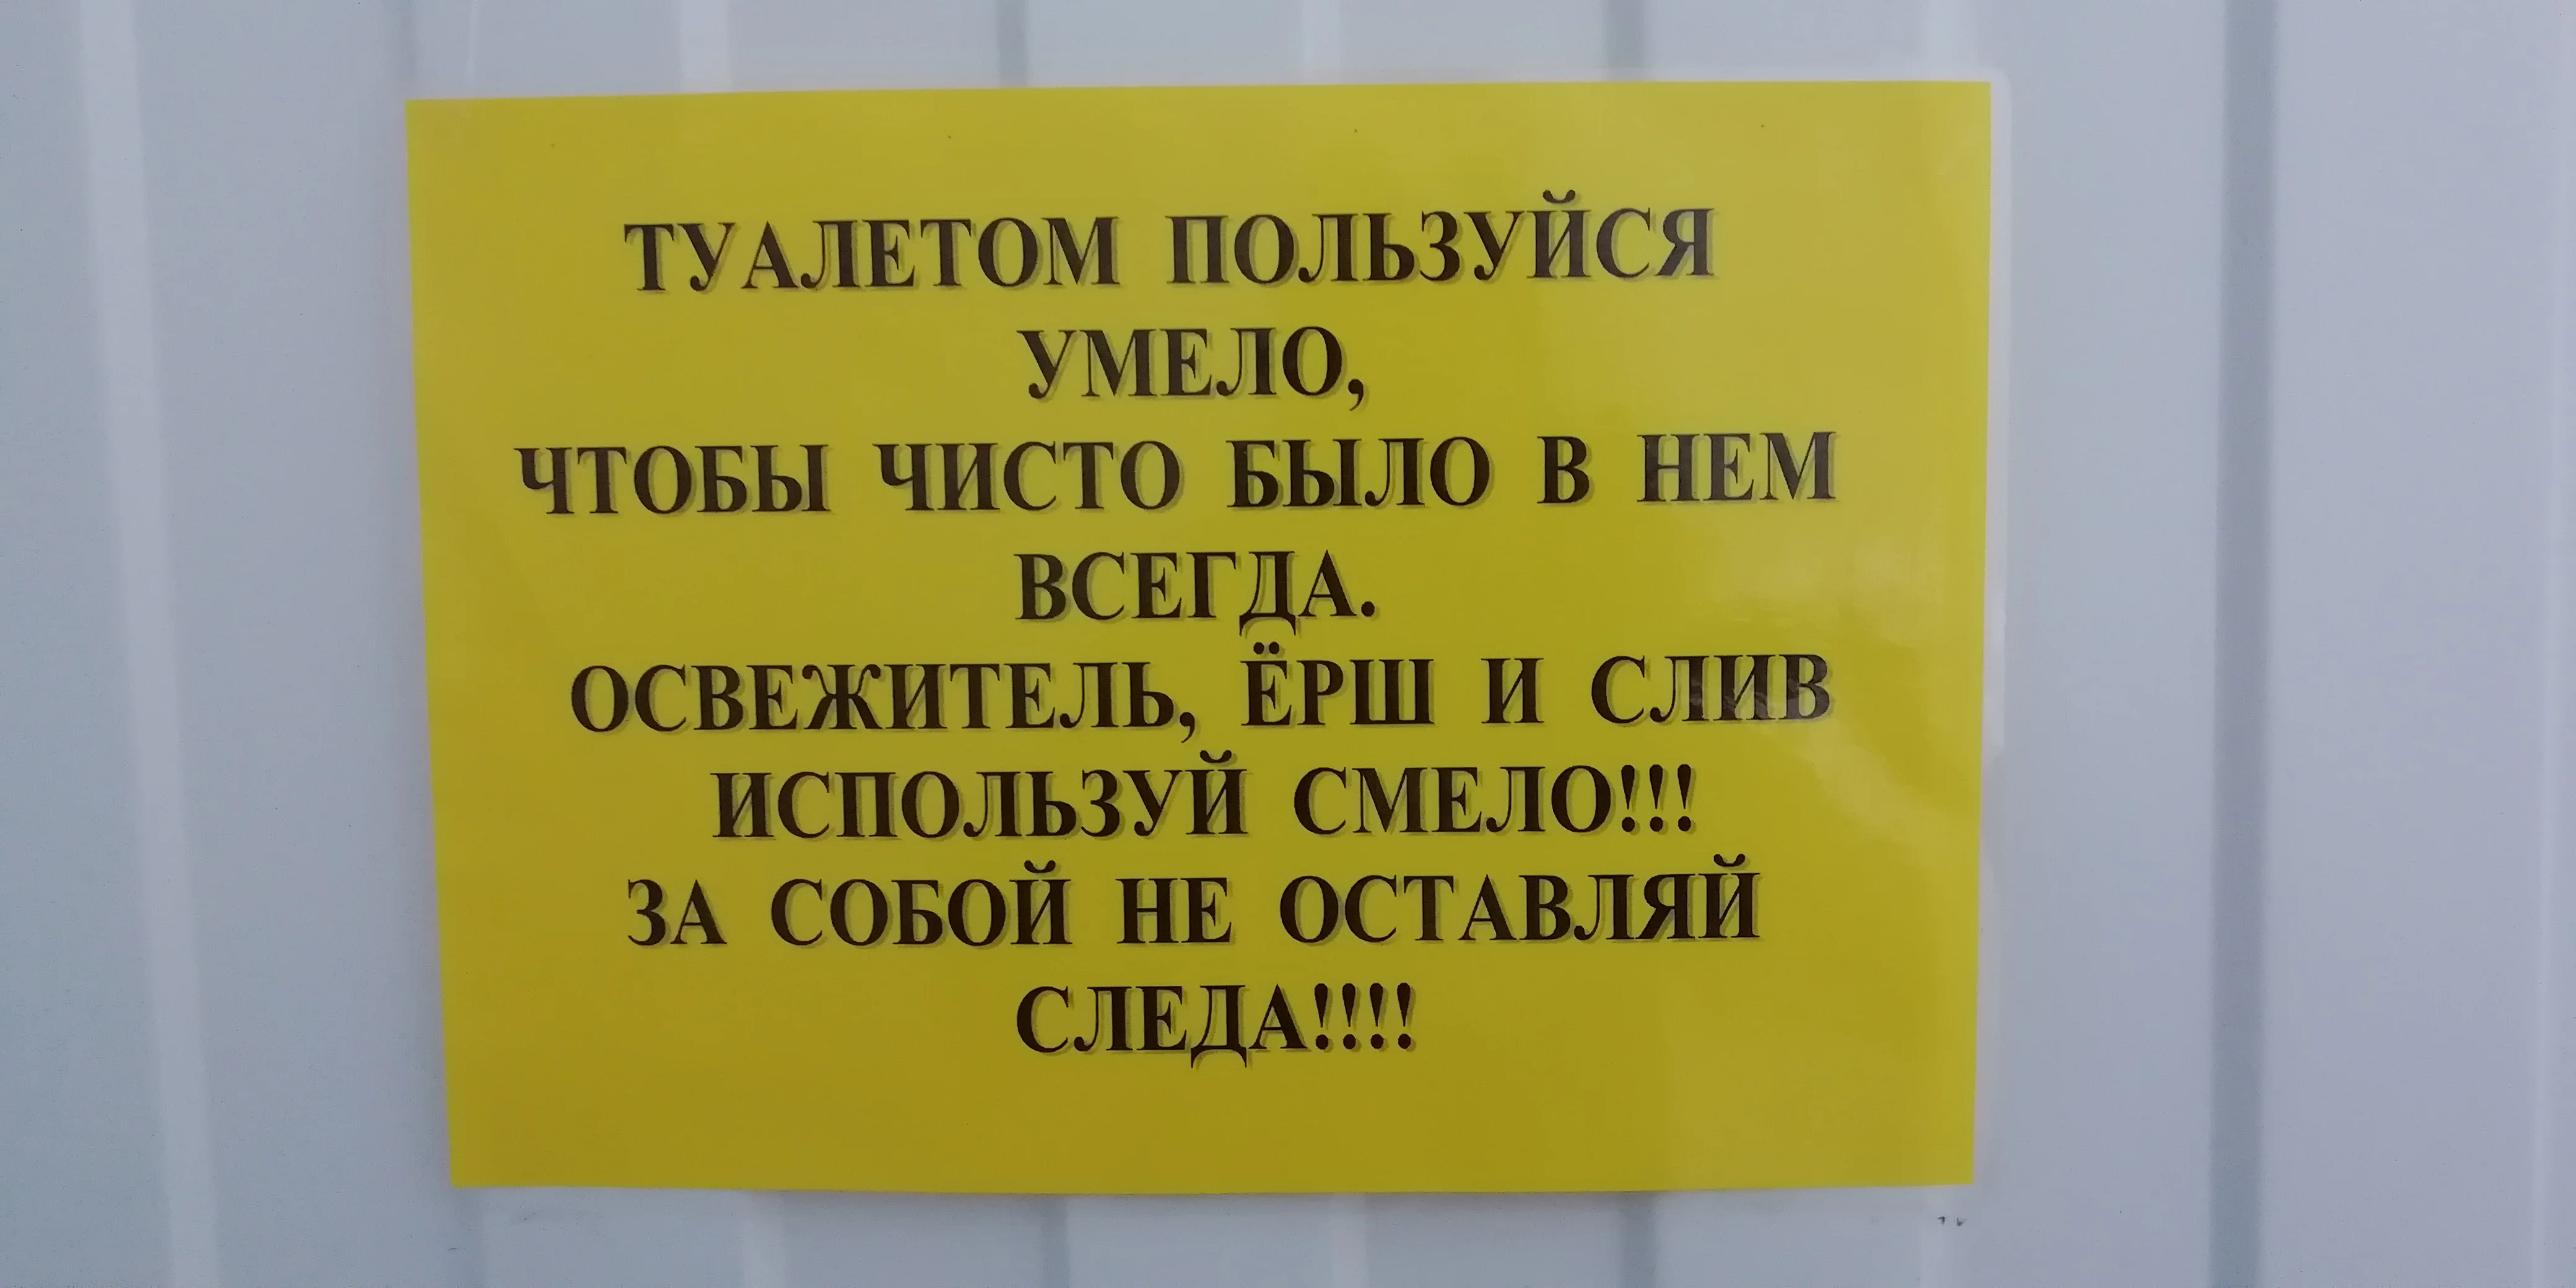 ТУАЛЕТОМ ПОЛЬЗУЙСЯ
УМЕЛО,
ЧТОБЫ ЧИСТО БЫЛО В НЕМ
ВСЕГДА.
ОСВЕЖИТЕЛЬ, ЁРШ И СЛИВ
ИСПОЛЬЗУЙ СМЕЛО!!!
ЗА СОБОЙ НЕ ОСТАВЛЯЙ
СЛЕДА!!!!